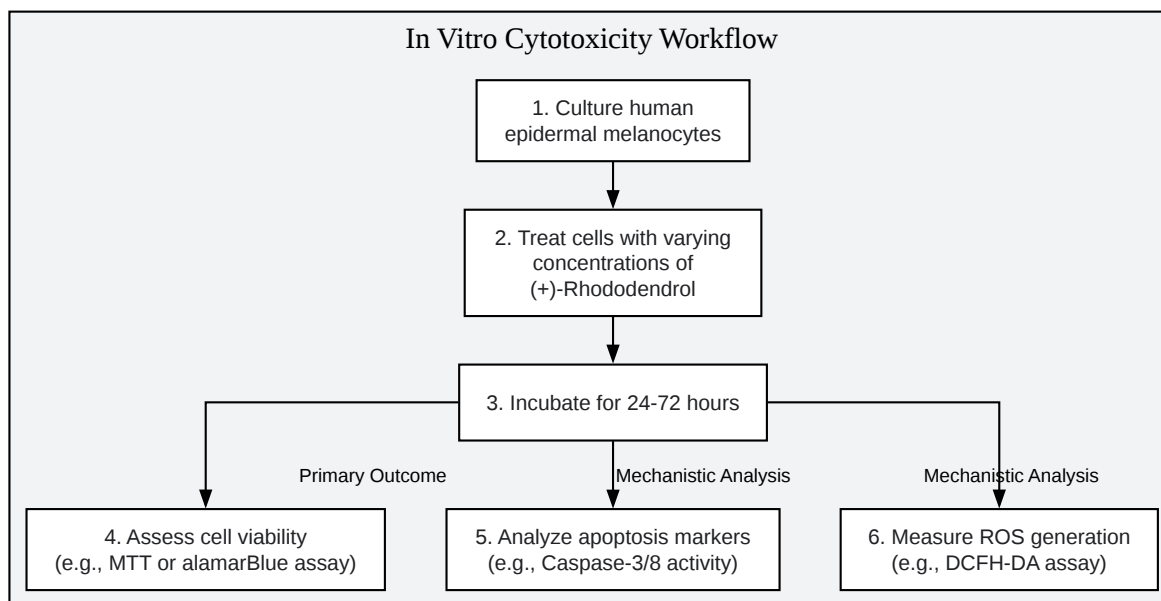 In Vitro Cytotoxicity Workflow
1. Culture human
epidermal melanocytes
2. Treat cells with varying
concentrations of
(+)-Rhododendrol
3. Incubate for 24-72 hours
Primary Outcome
Mechanistic Analysis
Mechanistic Analysis
4. Assess cell viability
(e.g., MTT or alamarBlue assay)
5. Analyze apoptosis markers
(e.g., Caspase-3/8 activity)
6. Measure ROS generation
(e.g., DCFH-DA assay)